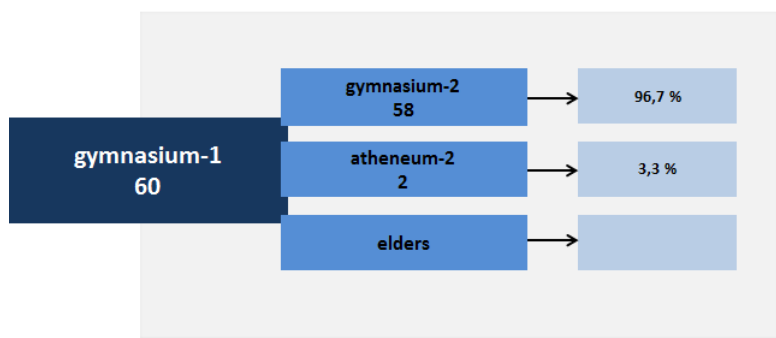 gymnasium-1
60
gymnasium-2
58
96,7 %
atheneum-2
2
3,3 %
elders